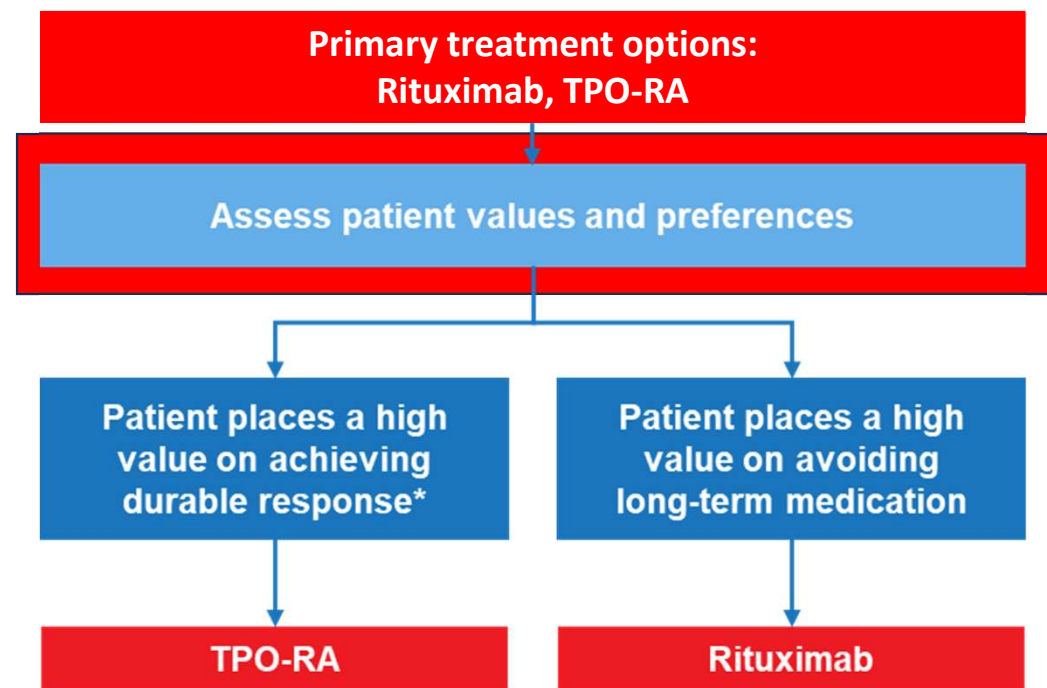 Primary treatment options:
Rituximab, TPO-RA
Assess patient values and preferences
Patient places a high
value on achieving
durable response*
Patient places a high
value on avoiding
long-term medication
TPO-RA
Rituximab